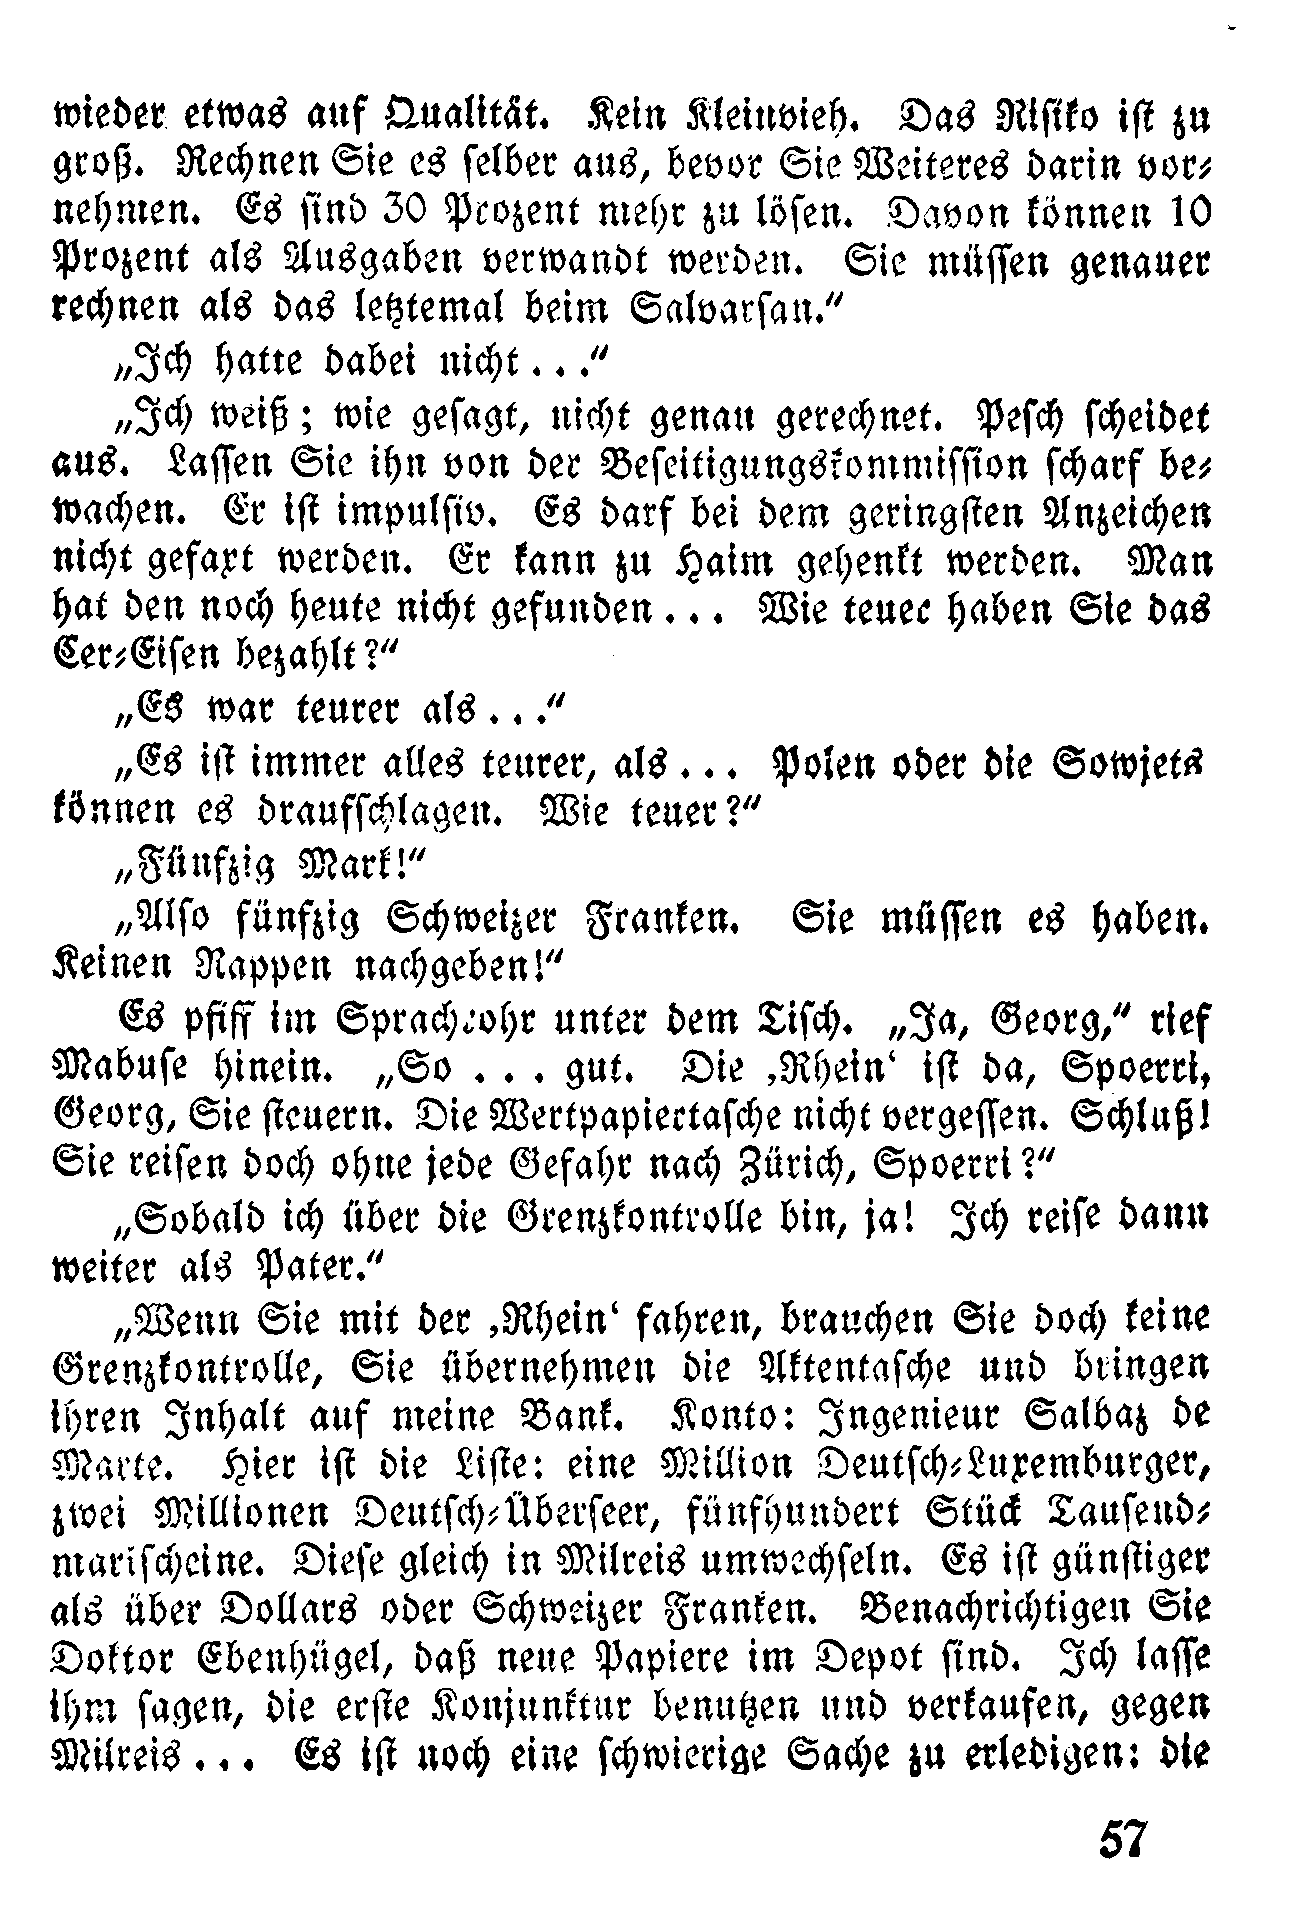 wieder etwas auf Qualität. Kein Kleinvieh. Das Risiko ist zu
groß. Rechnen Sie es selber aus, bevor Sie Weiteres darin vor⸗
nehmen. Es sind 30 Prozent mehr zu lösen. Davon können 10
Prozent als Ausgaben verwandt werden. Sie müssen genauer
rechnen als das letztemal beim Salvarsan.“
„Ich hatte dabei nicht . . .“
„Ich weiß; wie gesagt, nicht genau gerechnet. Pesch scheidet
aus. Lassen Sie ihn von der Beseitigungskommission scharf be⸗
wachen. Er ist impulsiv. Es darf bei dem geringsten Anzeichen
nicht gefaxt werden. Er kann zu Haim gehenkt werden. Man
hat den noch heute nicht gefunden . . . Wie teuer haben Sie das
Cer⸗Eisen bezahlt?“
„Es war teurer als . . .“
„Es ist immer alles teurer, als . . . Polen oder die Sowjets
können es draufschlagen. Wie teuer?“
„Fünfzig Mark!“
„Also fünfzig Schweizer Franken. Sie müssen es haben.
Keinen Rappen nachgeben!“
Es pfiff im Sprachrohr unter dem Tisch. „Ja, Georg,“ rief
Mabuse hinein. „So . . . gut. Die ‚Rhein‘ ist da, Spoerri,
Georg, Sie steuern. Die Wertpapiertasche nicht vergessen. Schluß!
Sie reisen doch ohne jede Gefahr nach Zürich, Spoerri?“
„Sobald ich über die Grenzkontrolle bin, ja! Ich reise dann
weiter als Pater.“
„Wenn Sie mit der ‚Rhein‘ fahren, brauchen Sie doch keine
Grenzkontrolle, Sie übernehmen die Aktentasche und bringen
ihren Inhalt auf meine Bank. Konto: Ingenieur Salbaz de
Marte. Hier ist die Liste: eine Million Deutsch⸗Luxemburger,
zwei Millionen Deutsch⸗Überseer, fünfhundert Stück Tausend⸗
markscheine. Diese gleich in Milreis umwechseln. Es ist günstiger
als über Dollars oder Schweizer Franken. Benachrichtigen Sie
Doktor Ebenhügel, daß neue Papiere im Depot sind. Ich lasse
ihm sagen, die erste Konjunktur benutzen und verkaufen, gegen
Milreis . . . Es ist noch eine schwierige Sache zu erledigen: die
57